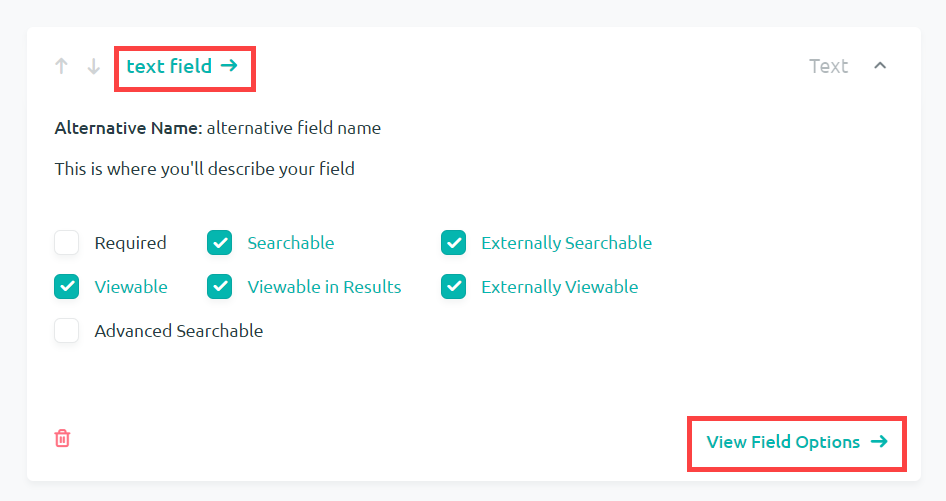 text field Text
Alternative Name: alternative field name
This is where you'll describe your field
Required Searchable Externally Searchable
Viewable Viewable in Results Externally Viewable
Advanced Searchable
View Field Options